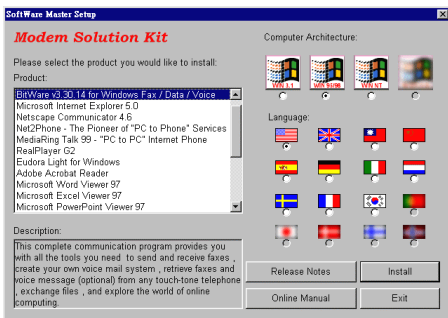 SoftWare Master Setup
Modem Solution Kit
Please select the product you would like to install:
Product:
BitWare v3.30.14 for Windows Fax / Data / Voice
Microsoft Internet Explorer 5.0
Netscape Communicator 4.6
Net2Phone - The Pioneer of "PC to Phone" Services
MediaRing Talk 99 - "PC to PC" Internet Phone
RealPlayer G2
Eudora Light for Windows
Adobe Acrobat Reader
Microsoft Word Viewer 97
Microsoft Excel Viewer 97
Microsoft PowerPoint Viewer 97
Description:
This complete communication program provides you
with all the tools you need to send and receive faxes ,
create your own voice mail system , retrieve faxes and
voice message (optional) from any touch-tone telephone
, exchange files , and explore the world of online
computing.
Computer Architecture:
WIN 3.1
WIN 95/98
WIN NT
Language:
Release Notes
Install
Online Manual
Exit